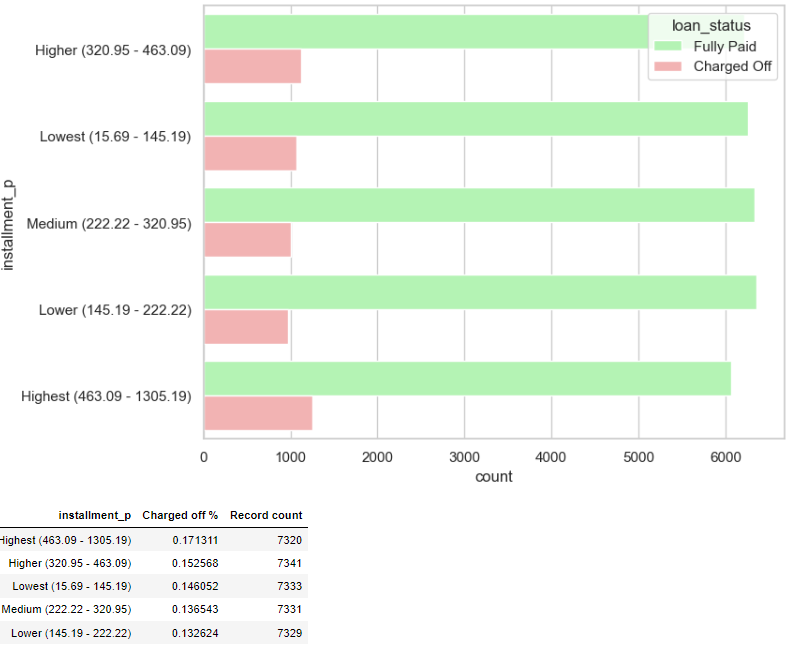 loan_status
Fully Paid
Charged Off
Higher (320.95 - 463.09)
Lowest (15.69 - 145.19)
Medium (222.22 - 320.95)
Lower (145.19 - 222.22)
Highest (463.09 - 1305.19)
installment_p
0 1000 2000 3000 4000 5000 6000
count
installment_p Charged off % Record count
Highest (463.09 - 1305.19) 0.171311 7320
Higher (320.95 - 463.09) 0.152568 7341
Lowest (15.69 - 145.19) 0.146052 7333
Medium (222.22 - 320.95) 0.136543 7331
Lower (145.19 - 222.22) 0.132624 7329